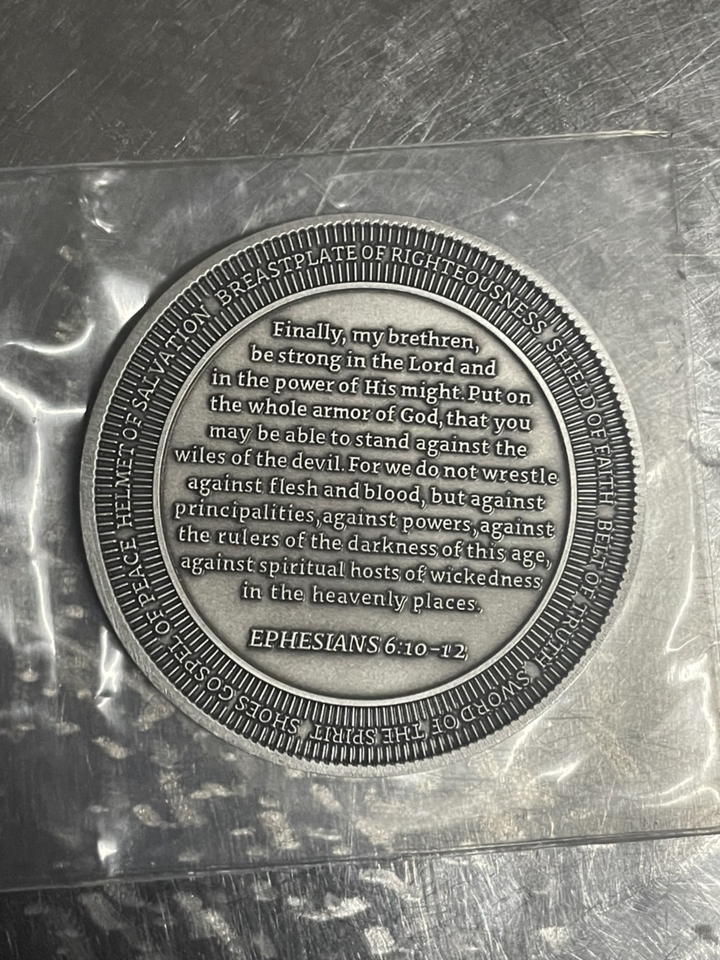 HELMET OF SALVATION BREASTPLATE OF RIGHTEOUSNESS SHIELD OF FAITH BELT OF TRUTH SWORD OF THE SPIRIT SHOES GOSPEL OF PEACE
Finally, my brethren,
be strong in the Lord and
in the power of His might. Put on
the whole armor of God, that you
may be able to stand against the
wiles of the devil. For we do not wrestle
against flesh and blood, but against
principalities, against powers, against
the rulers of the darkness of this age,
against spiritual hosts of wickedness
in the heavenly places.
EPHESIANS 6:10-12